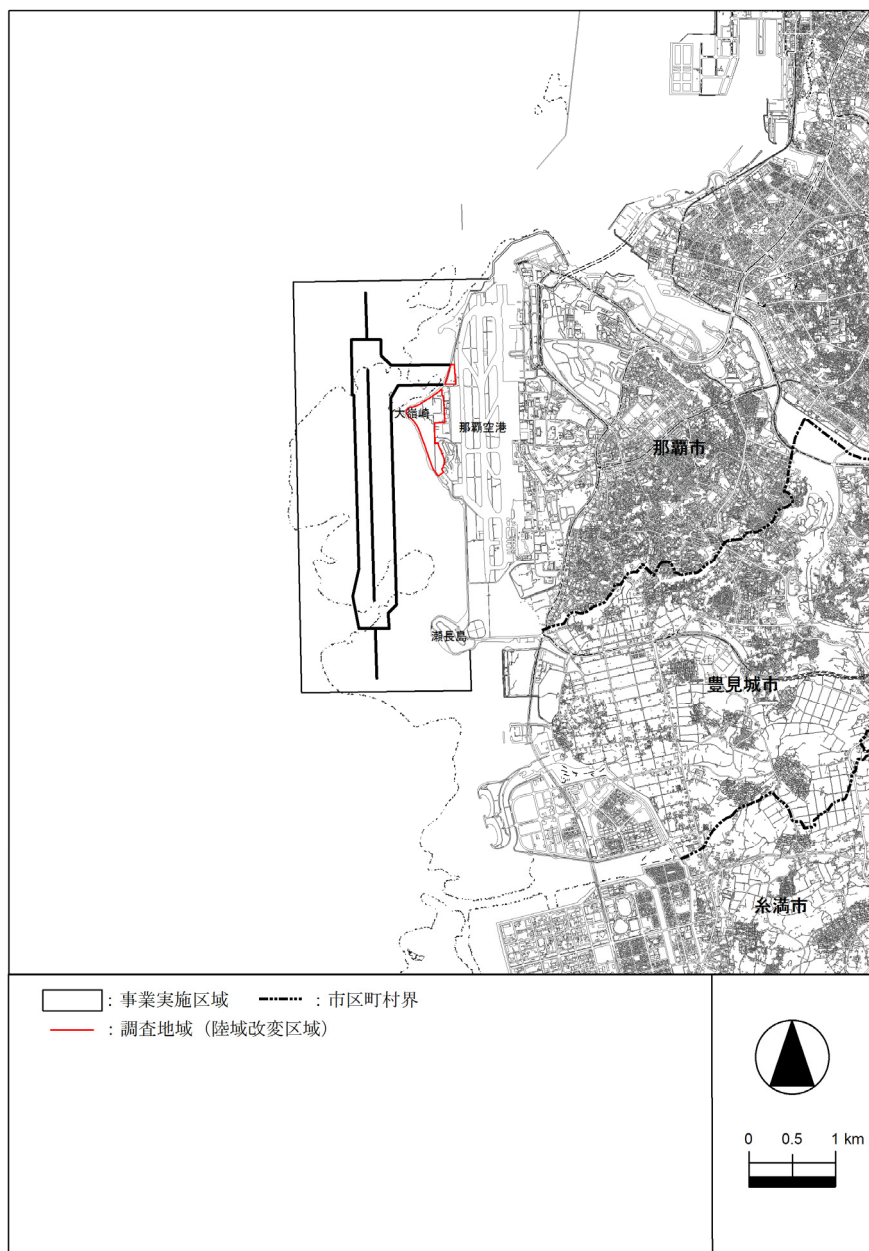 大嶺崎
那覇空港
那覇市
瀬長島
豊見城市
糸満市
：事業実施区域
：市区町村界
：調査地域（陸域改変区域）
0 0.5 1 km